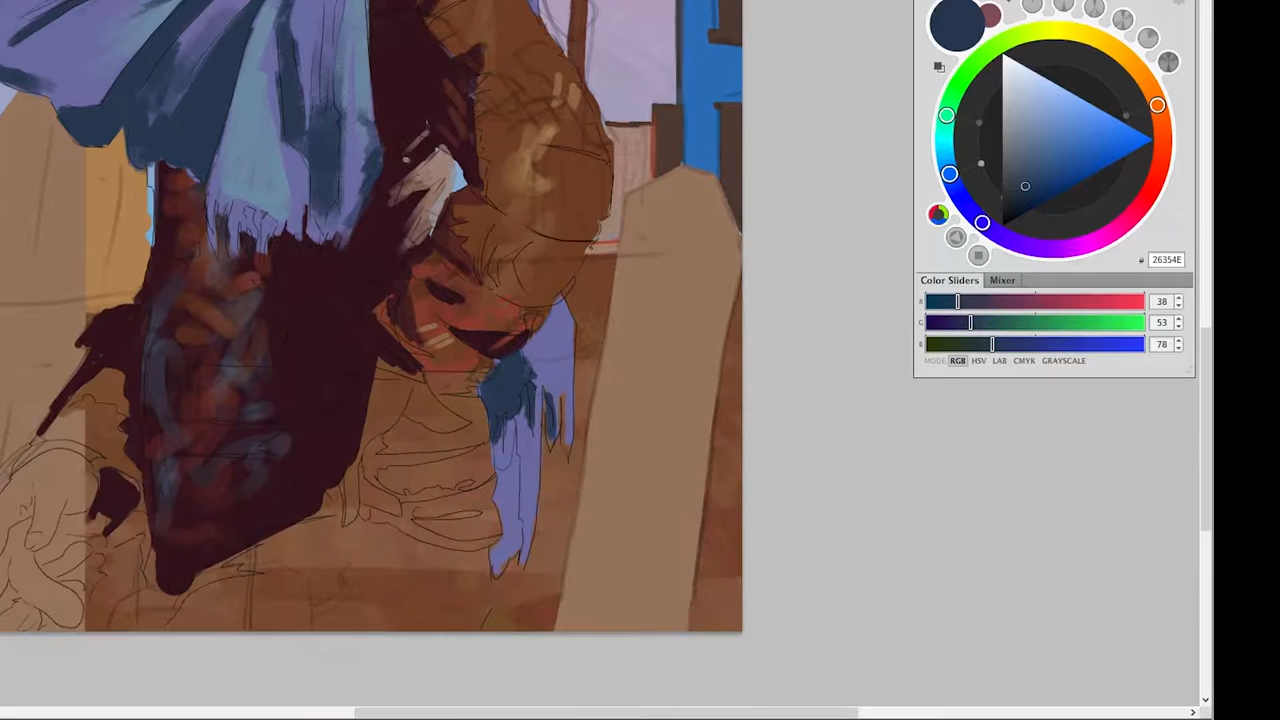 # 26354E
Color Sliders Mixer
R 38
G 53
B 78
MODE: RGB HSV LAB CMYK GRAYSCALE